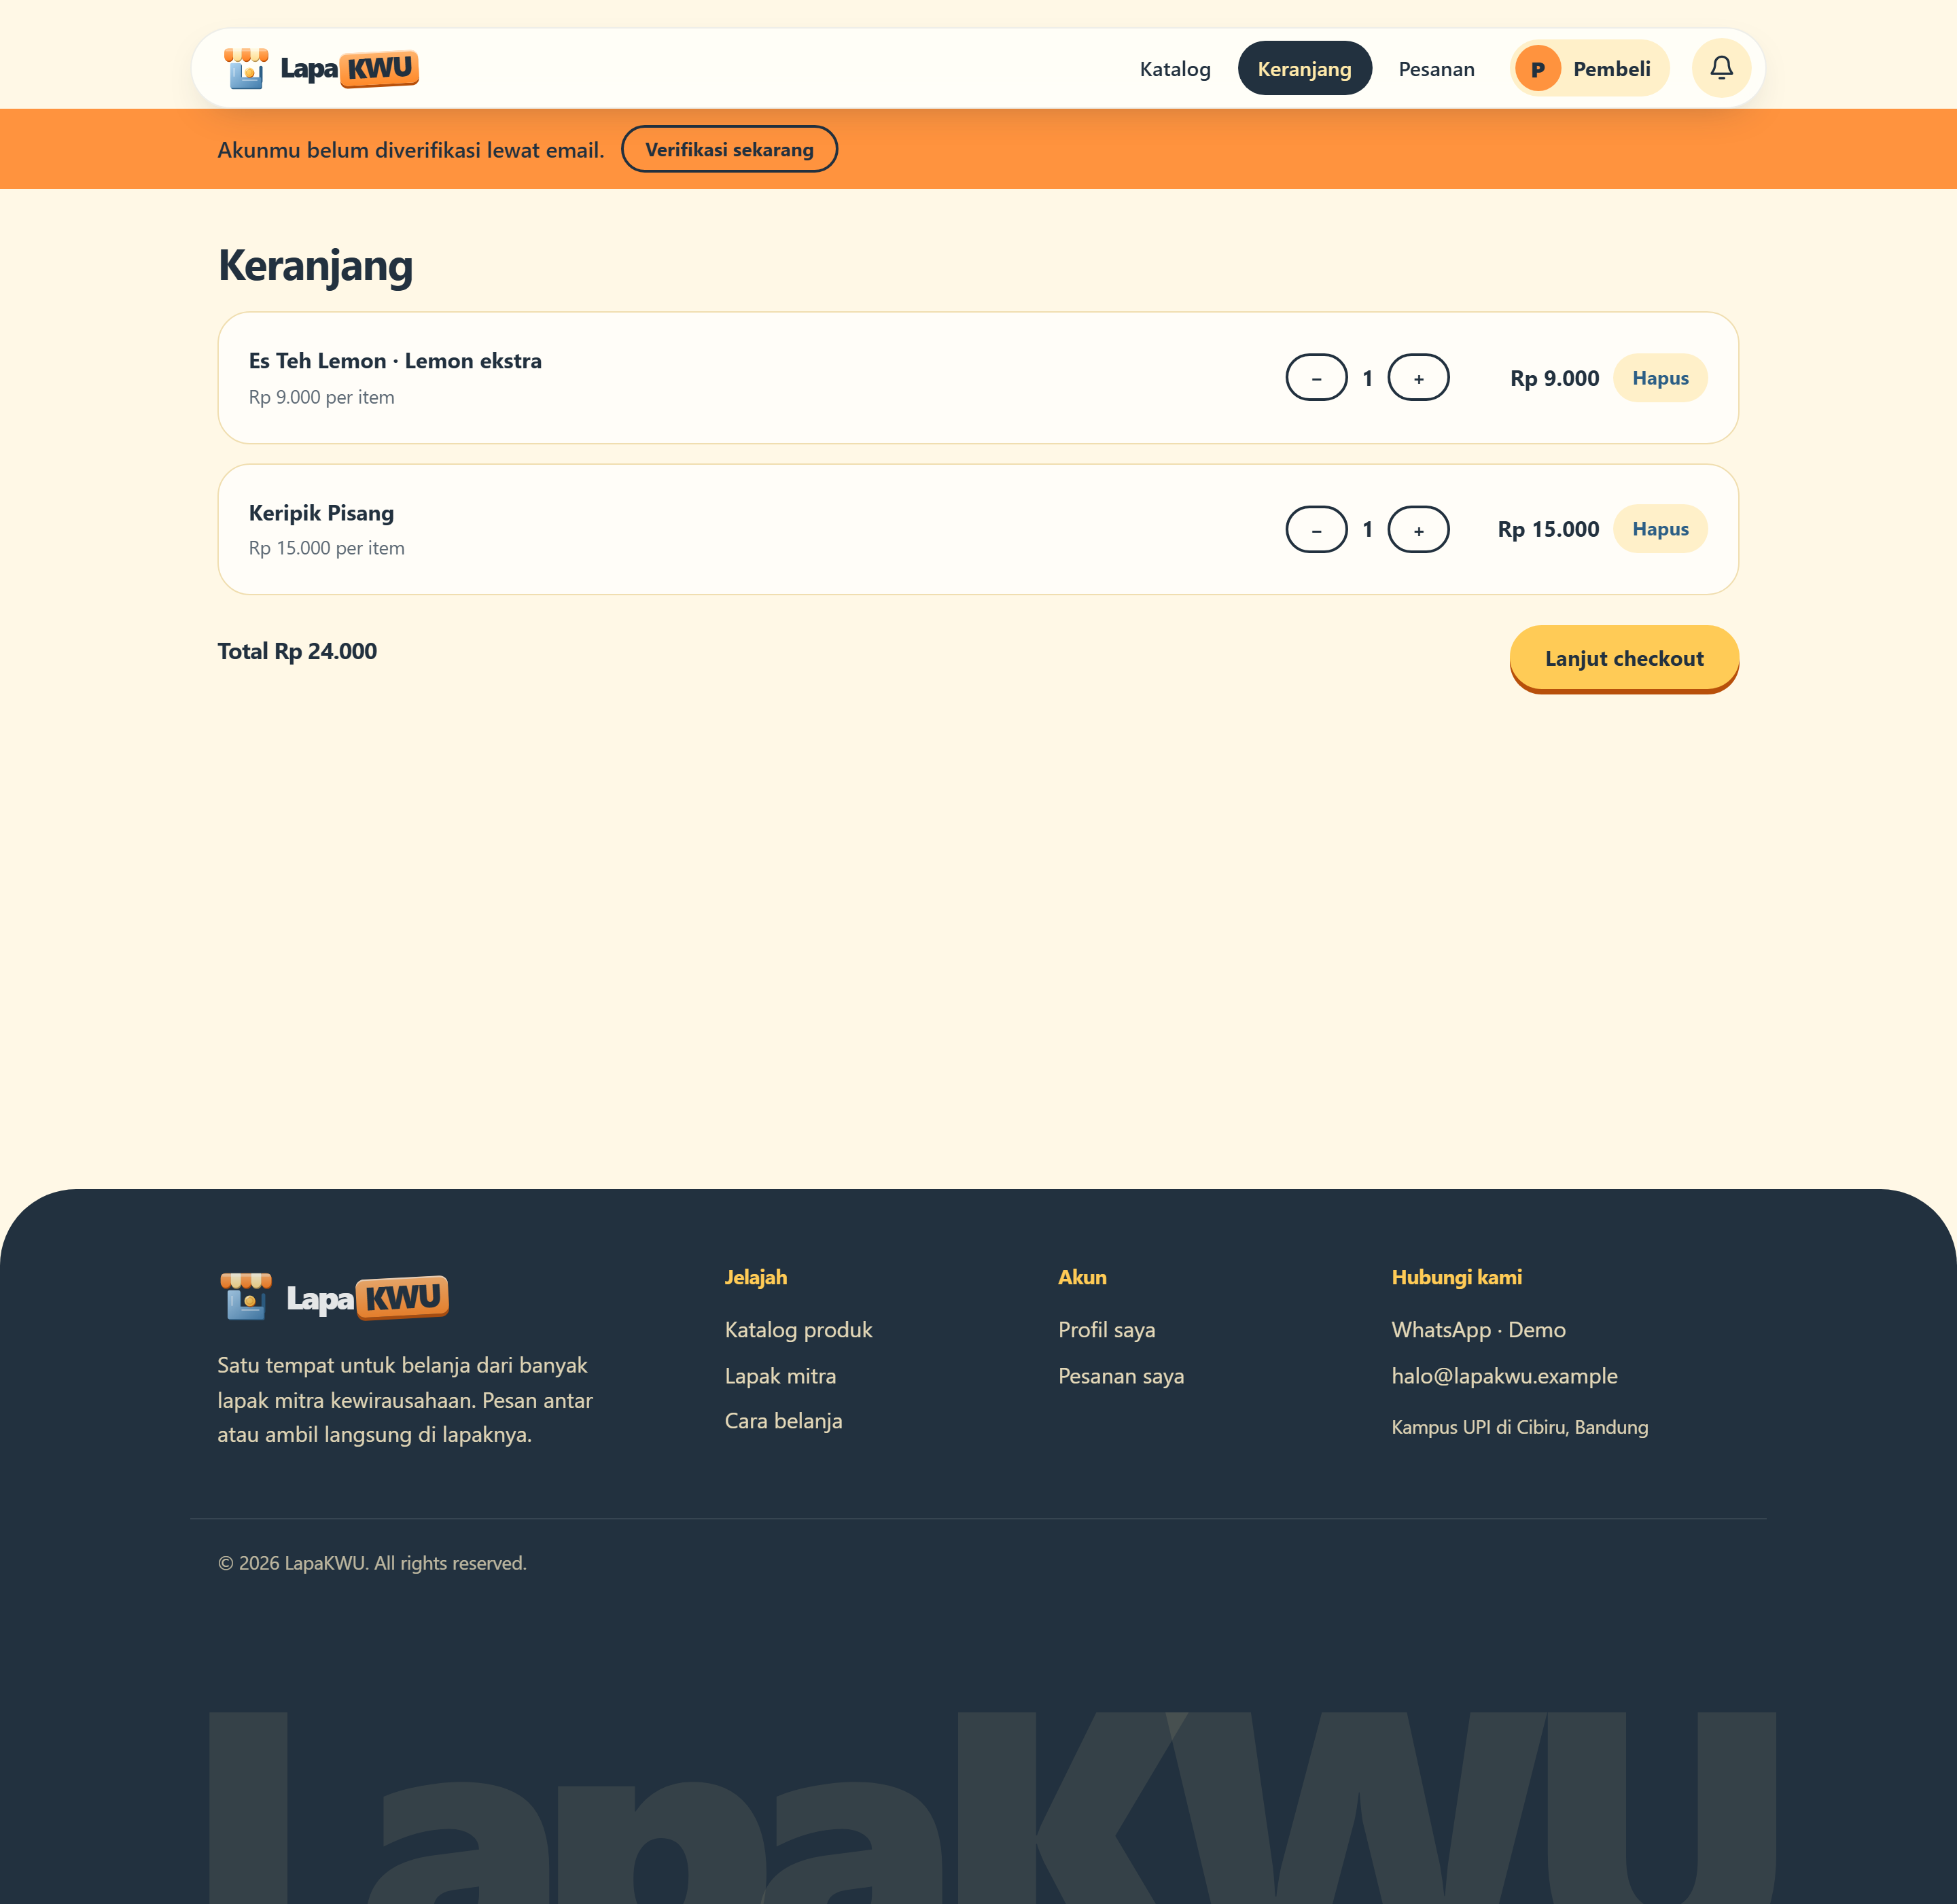 LapaKWU
Katalog
Keranjang
Pesanan
P
Pembeli
Akunmu belum diverifikasi lewat email.
Verifikasi sekarang
Keranjang
Es Teh Lemon · Lemon ekstra
Rp 9.000 per item
–
1
+
Rp 9.000
Hapus
Keripik Pisang
Rp 15.000 per item
–
1
+
Rp 15.000
Hapus
Total Rp 24.000
Lanjut checkout
LapaKWU
Satu tempat untuk belanja dari banyak
lapak mitra kewirausahaan. Pesan antar
atau ambil langsung di lapaknya.
Jelajah
Katalog produk
Lapak mitra
Cara belanja
Akun
Profil saya
Pesanan saya
Hubungi kami
WhatsApp · Demo
halo@lapakwu.example
Kampus UPI di Cibiru, Bandung
© 2026 LapaKWU. All rights reserved.
LapaKWU